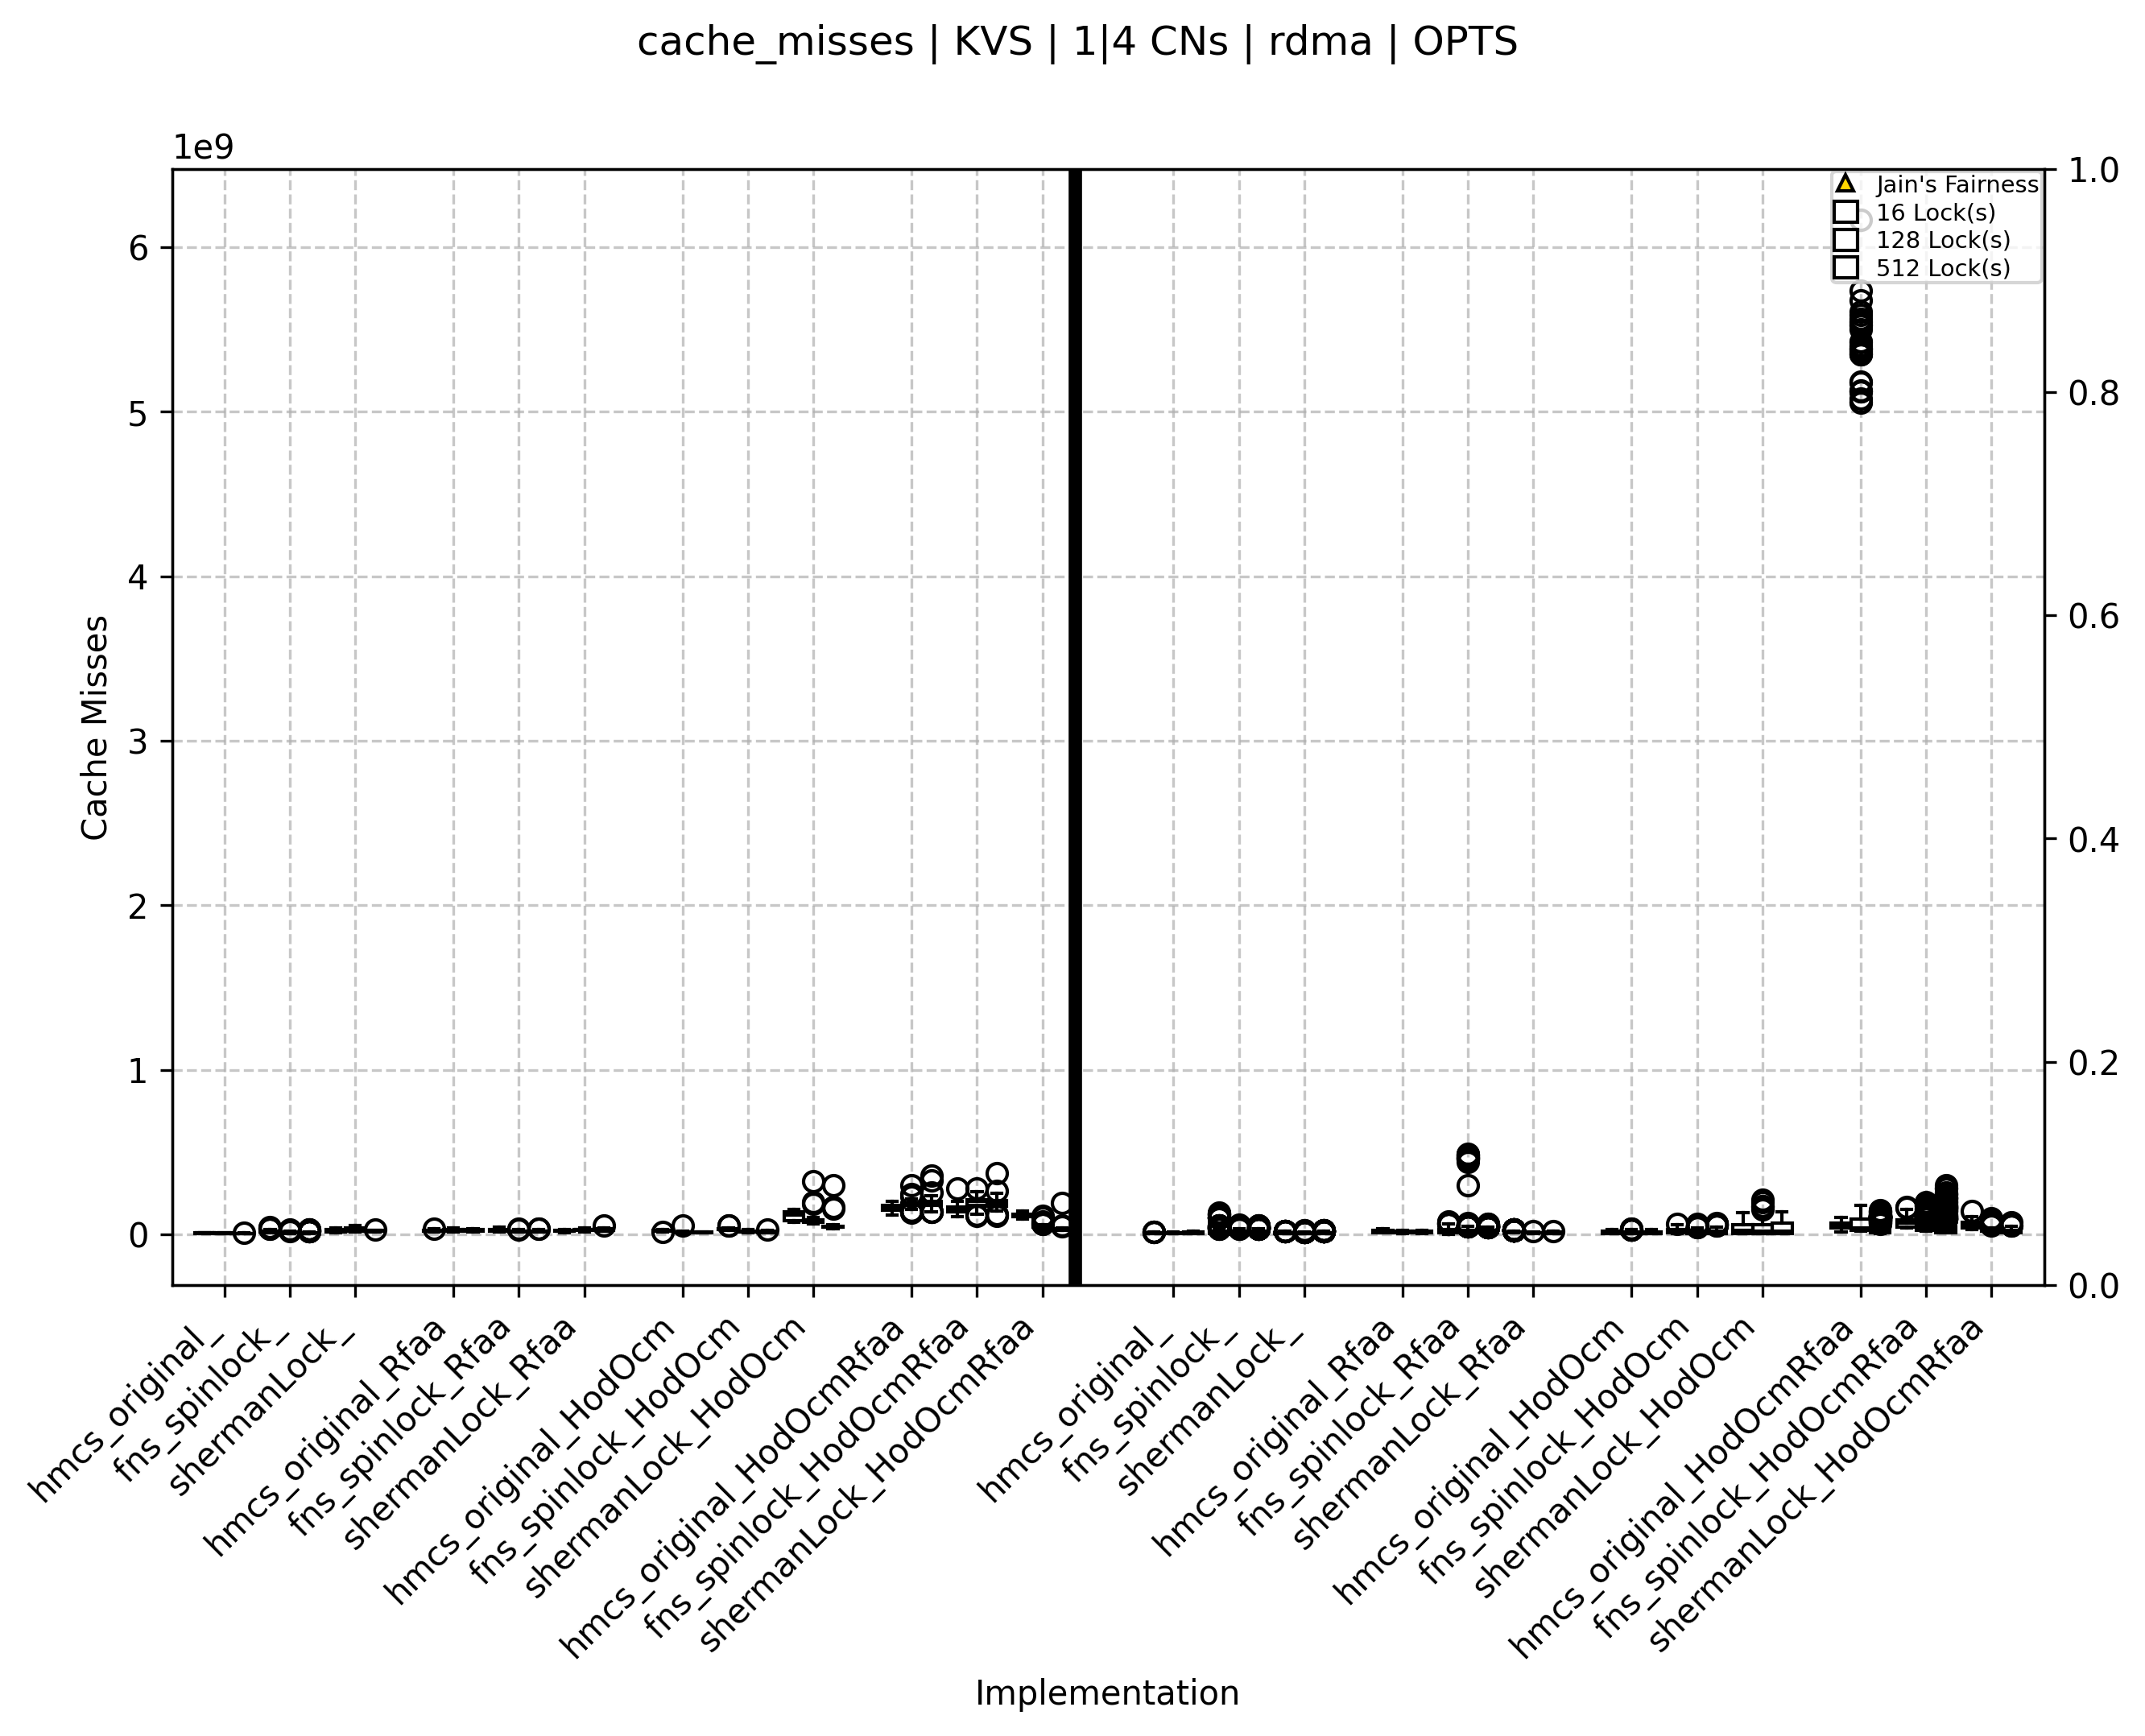 cache_misses | KVS | 1|4 CNs | rdma | OPTS
1e9
Jain's Fairness
16 Lock(s)
128 Lock(s)
512 Lock(s)
Cache Misses
6
5
4
3
2
1
0
1.0
0.8
0.6
0.4
0.2
0.0
hmcs_original_
fns_spinlock_
shermanLock_
hmcs_original_Rfaa
fns_spinlock_Rfaa
shermanLock_Rfaa
hmcs_original_HodOcm
fns_spinlock_HodOcm
shermanLock_HodOcm
hmcs_original_HodOcmRfaa
fns_spinlock_HodOcmRfaa
shermanLock_HodOcmRfaa
hmcs_original_
fns_spinlock_
shermanLock_
hmcs_original_Rfaa
fns_spinlock_Rfaa
shermanLock_Rfaa
hmcs_original_HodOcm
fns_spinlock_HodOcm
shermanLock_HodOcm
hmcs_original_HodOcmRfaa
fns_spinlock_HodOcmRfaa
shermanLock_HodOcmRfaa
Implementation